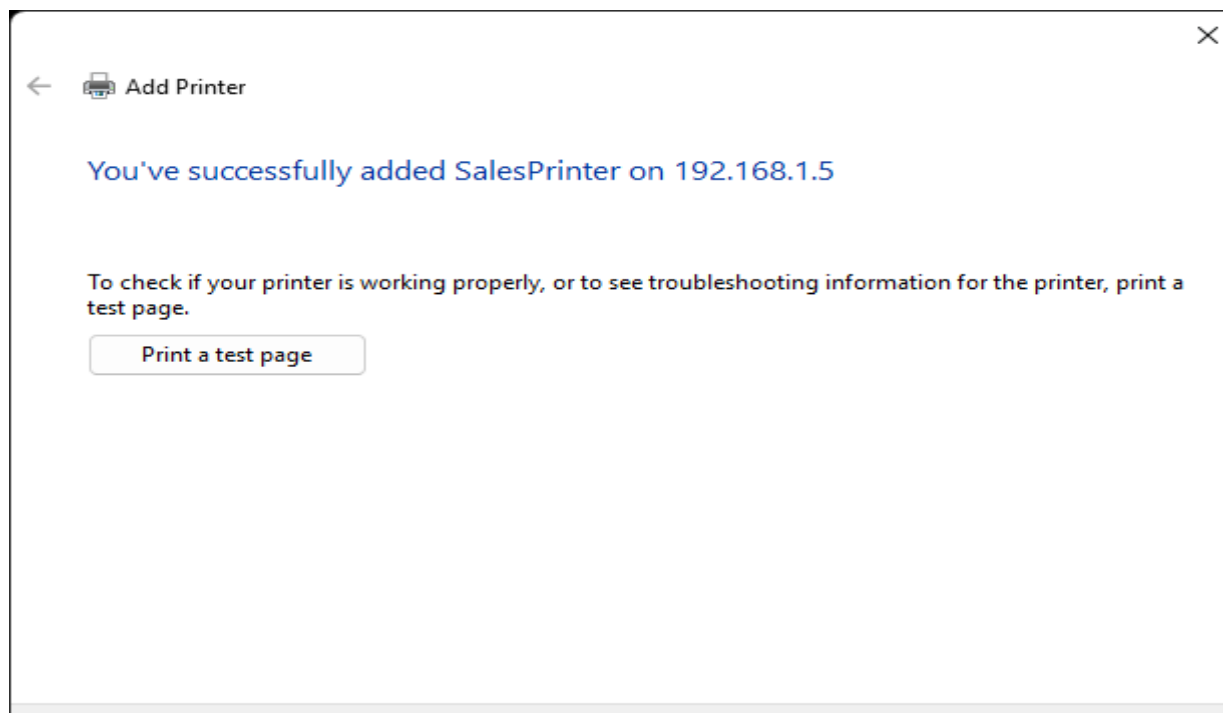 Add Printer
You've successfully added SalesPrinter on 192.168.1.5
To check if your printer is working properly, or to see troubleshooting information for the printer, print a
test page.
Print a test page